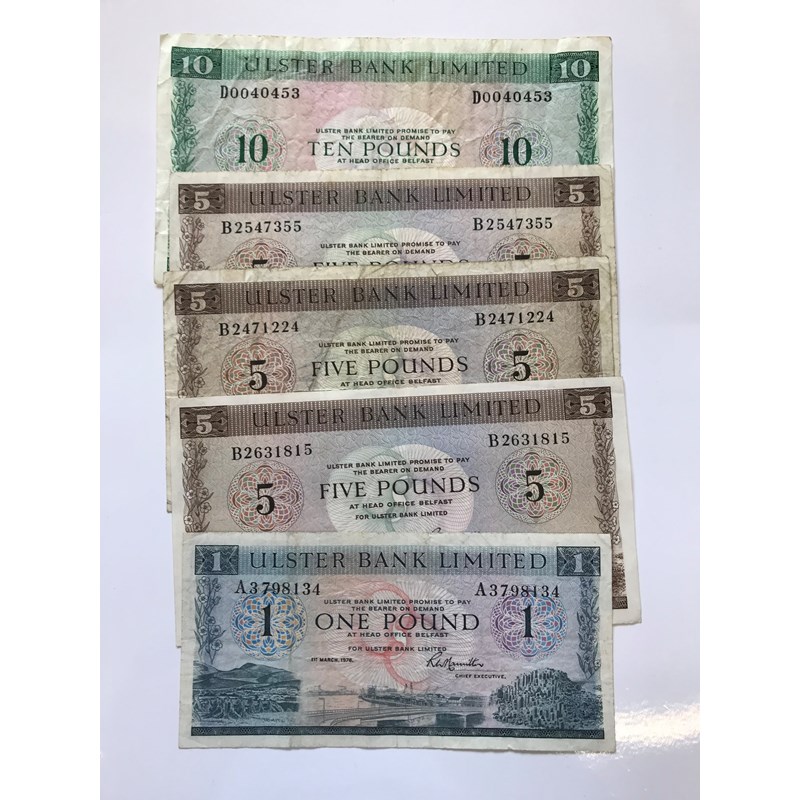 10 ULSTER BANK LIMITED 10
D0040453 D0040453
ULSTER BANK LIMITED PROMISE TO PAY
THE BEARER ON DEMAND
10 TEN POUNDS 10
AT HEAD OFFICE BELFAST
5 ULSTER BANK LIMITED 5
B2547355 B2547355
ULSTER BANK LIMITED PROMISE TO PAY
THE BEARER ON DEMAND
5 FIVE POUNDS 5
5 ULSTER BANK LIMITED 5
B2471224 B2471224
ULSTER BANK LIMITED PROMISE TO PAY
THE BEARER ON DEMAND
5 FIVE POUNDS 5
AT HEAD OFFICE BELFAST
5 ULSTER BANK LIMITED 5
B2631815 B2631815
ULSTER BANK LIMITED PROMISE TO PAY
THE BEARER ON DEMAND
5 FIVE POUNDS 5
AT HEAD OFFICE BELFAST
FOR ULSTER BANK LIMITED
1 ULSTER BANK LIMITED 1
A3798134 A3798134
ULSTER BANK LIMITED PROMISE TO PAY
THE BEARER ON DEMAND
1 ONE POUND 1
AT HEAD OFFICE BELFAST
FOR ULSTER BANK LIMITED
1ST MARCH, 1976.
CHIEF EXECUTIVE.